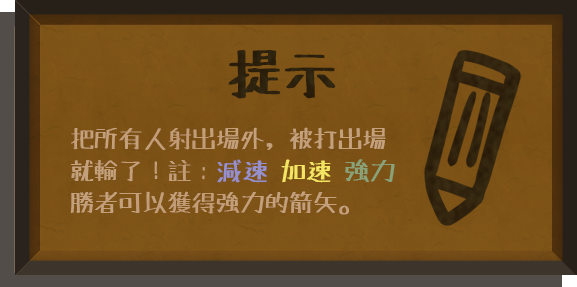 提示
把所有人射出場外，被打出場
就輸了！註：減速 加速 強力
勝者可以獲得強力的箭矢。